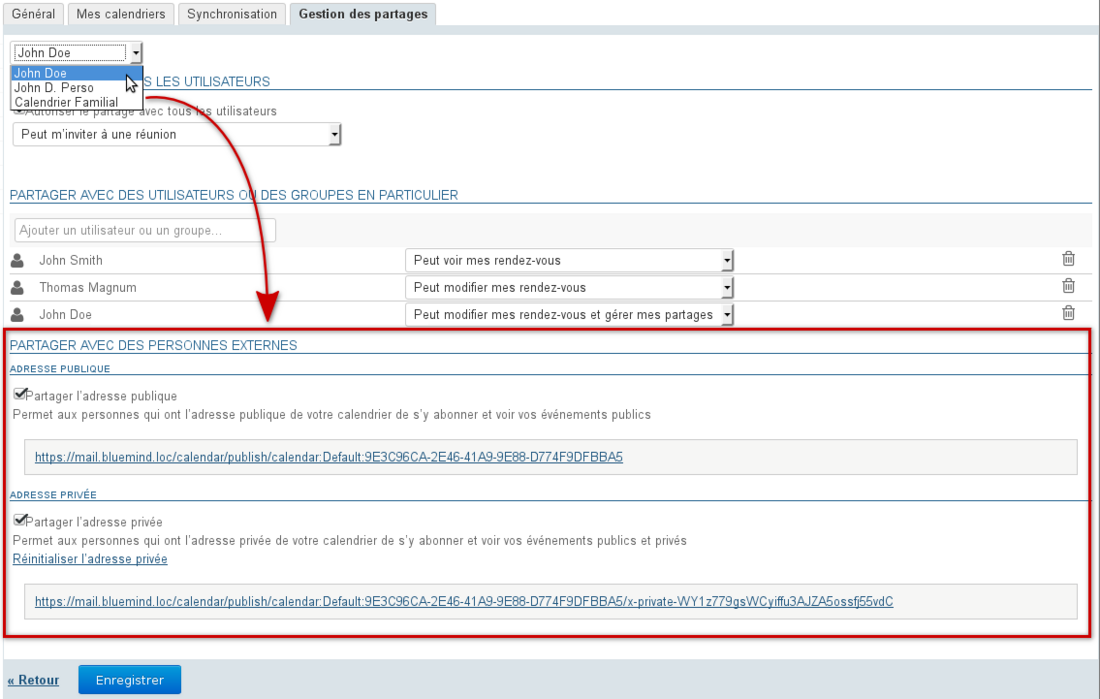 Général Mes calendriers Synchronisation Gestion des partages
John Doe
John Doe
John D. Perso
Calendrier Familial
S LES UTILISATEURS
Autoriser le partage avec tous les utilisateurs
Peut m'inviter à une réunion
PARTAGER AVEC DES UTILISATEURS OU DES GROUPES EN PARTICULIER
Ajouter un utilisateur ou un groupe...
John Smith Peut voir mes rendez-vous
Thomas Magnum Peut modifier mes rendez-vous
John Doe Peut modifier mes rendez-vous et gérer mes partages
PARTAGER AVEC DES PERSONNES EXTERNES
ADRESSE PUBLIQUE
Partager l'adresse publique
Permet aux personnes qui ont l'adresse publique de votre calendrier de s'y abonner et voir vos événements publics
https://mail.bluemind.loc/calendar/publish/calendar:Default:9E3C96CA-2E46-41A9-9E88-D774F9DFBBA5
ADRESSE PRIVÉE
Partager l'adresse privée
Permet aux personnes qui ont l'adresse privée de votre calendrier de s'y abonner et voir vos événements publics et privés
Réinitialiser l'adresse privée
https://mail.bluemind.loc/calendar/publish/calendar:Default:9E3C96CA-2E46-41A9-9E88-D774F9DFBBA5/x-private-WY1z779gsWCyiffu3AJZA5ossfj55vdC
« Retour Enregistrer